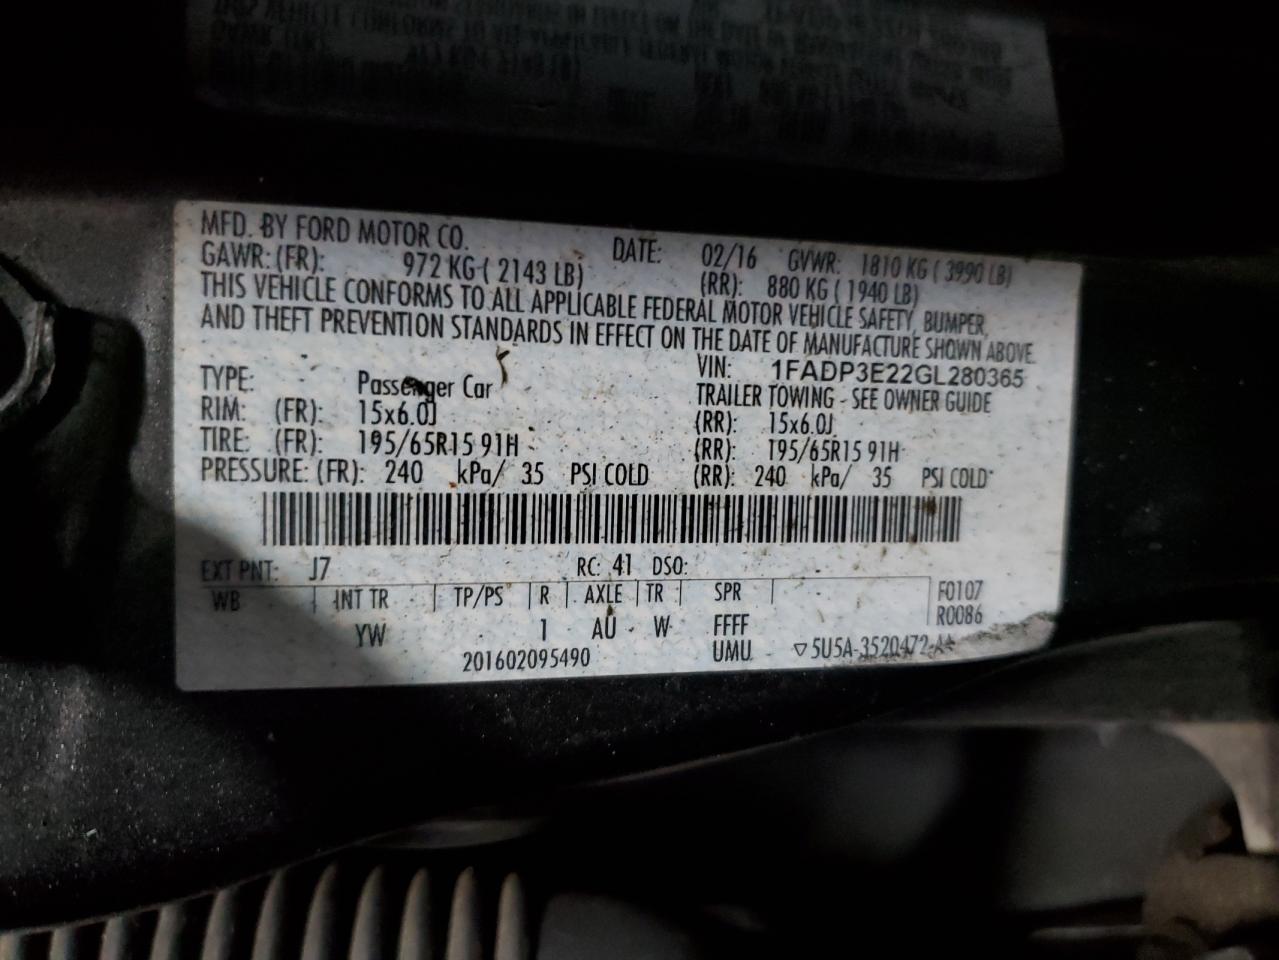 MFD. BY FORD MOTOR CO. DATE: 02/16 GVWR: 1810 KG ( 3990 LB)
GAWR: (FR): 972 KG ( 2143 LB) (RR): 880 KG ( 1940 LB)
THIS VEHICLE CONFORMS TO ALL APPLICABLE FEDERAL MOTOR VEHICLE SAFETY, BUMPER,
AND THEFT PREVENTION STANDARDS IN EFFECT ON THE DATE OF MANUFACTURE SHOWN ABOVE.
VIN: 1FADP3E22GL280365
TYPE: Passenger Car TRAILER TOWING - SEE OWNER GUIDE
RIM: (FR): 15x6.0J (RR): 15x6.0J
TIRE: (FR): 195/65R15 91H (RR): 195/65R15 91H
PRESSURE: (FR): 240 kPa/ 35 PSI COLD (RR): 240 kPa/ 35 PSI COLD
EXT PNT: J7 RC: 41 DSO:
WB INT TR TP/PS R AXLE TR SPR F0107
R0086
YW 1 AU W FFFF
201602095490 UMU ▽5U5A-3520472-AA